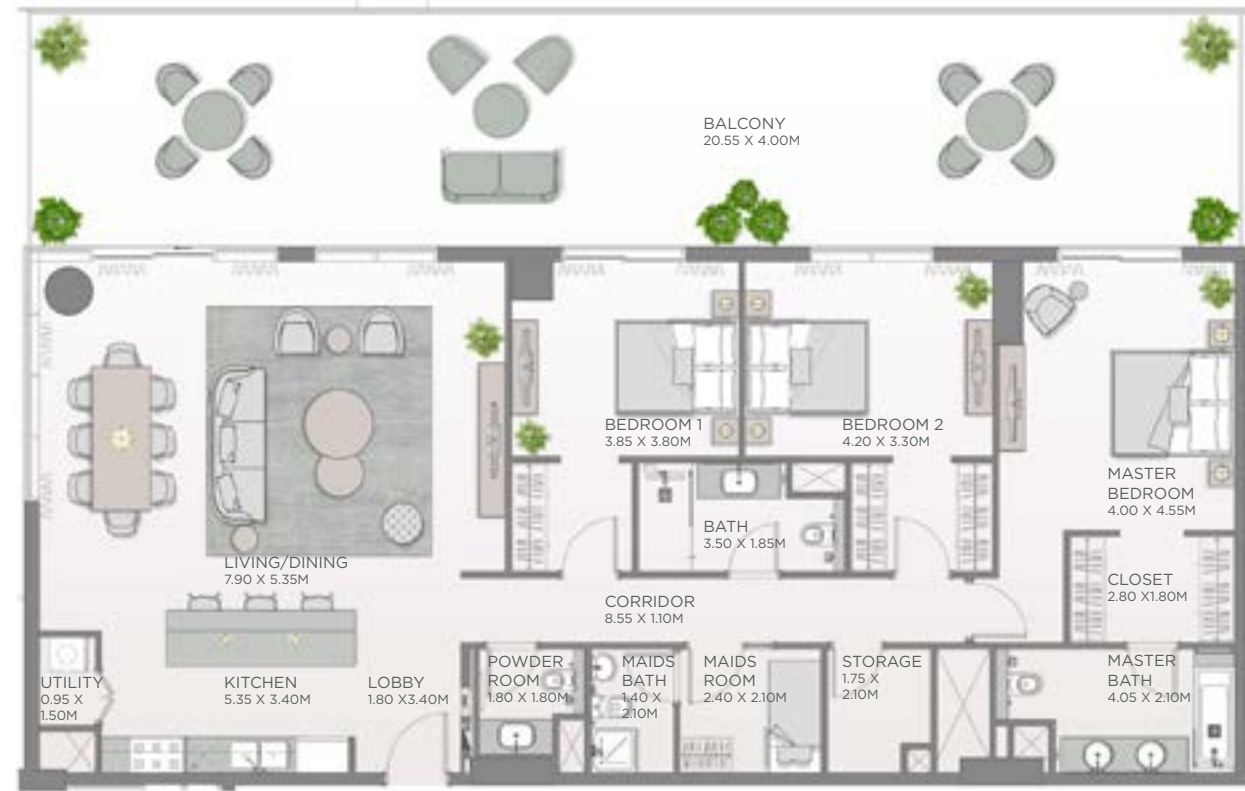 BALCONY
20.55 X 4.00M
BEDROOM 1
3.85 X 3.80M
BEDROOM 2
4.20 X 3.30M
MASTER
BEDROOM
4.00 X 4.55M
BATH
3.50 X 1.85M
LIVING/DINING
7.90 X 5.35M
CLOSET
2.80 X1.80M
CORRIDOR
8.55 X 1.10M
UTILITY
0.95 X
1.50M
KITCHEN
5.35 X 3.40M
LOBBY
1.80 X3.40M
POWDER
ROOM
1.80 X 1.80M
MAIDS
BATH
1.40 X
2.10M
MAIDS
ROOM
2.40 X 2.10M
STORAGE
1.75 X
2.10M
MASTER
BATH
4.05 X 2.10M